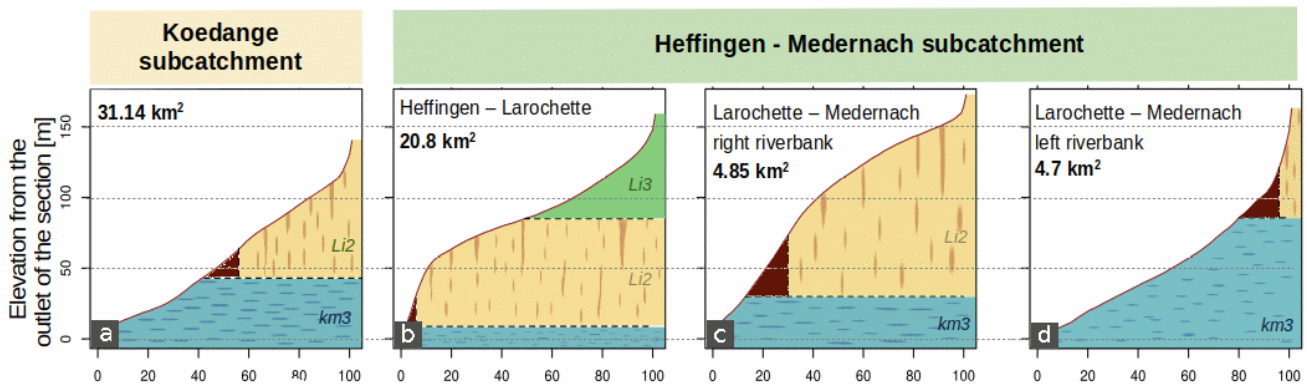 Koedange
subcatchment
Heffingen - Medernach subcatchment
Elevation from the
outlet of the section [m]
0
50
100
150
31.14 km²
Li2
km3
a
0 20 40 60 80 100
Heffingen – Larochette
20.8 km²
Li3
Li2
b
0 20 40 60 80 100
Larochette – Medernach
right riverbank
4.85 km²
Li2
km3
c
0 20 40 60 80 100
Larochette – Medernach
left riverbank
4.7 km²
km3
d
0 20 40 60 80 100